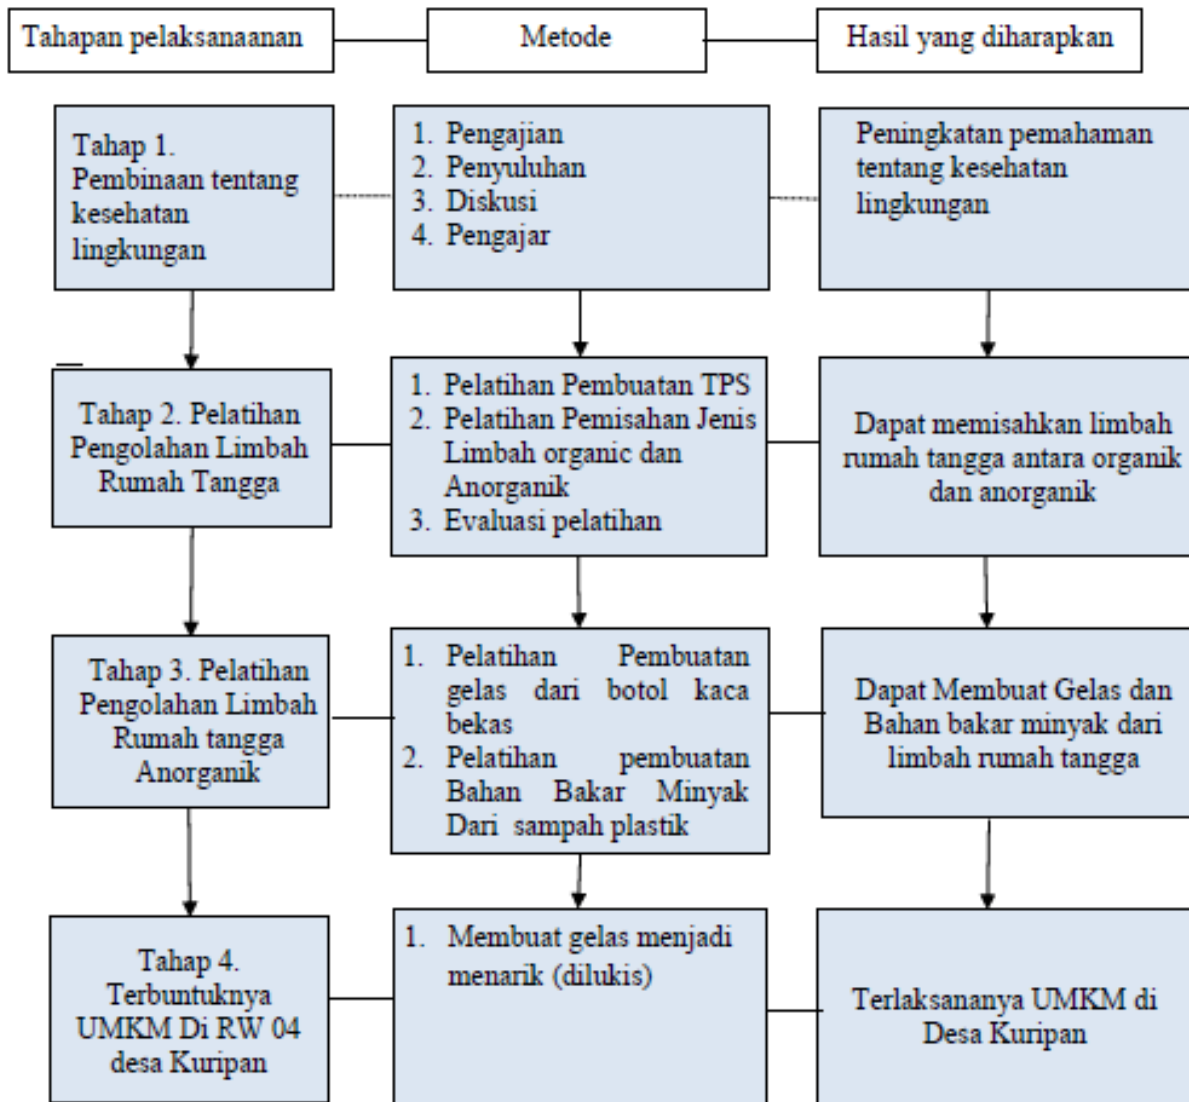 Tahapan pelaksanaanan
Metode
Hasil yang diharapkan
Tahap 1.
Pembinaan tentang
kesehatan
lingkungan
1. Pengajian
2. Penyuluhan
3. Diskusi
4. Pengajar
Peningkatan pemahaman
tentang kesehatan
lingkungan
Tahap 2. Pelatihan
Pengolahan Limbah
Rumah Tangga
1. Pelatihan Pembuatan TPS
2. Pelatihan Pemisahan Jenis
Limbah organic dan
Anorganik
3. Evaluasi pelatihan
Dapat memisahkan limbah
rumah tangga antara organik
dan anorganik
Tahap 3. Pelatihan
Pengolahan Limbah
Rumah tangga
Anorganik
1. Pelatihan Pembuatan
gelas dari botol kaca
bekas
2. Pelatihan pembuatan
Bahan Bakar Minyak
Dari sampah plastik
Dapat Membuat Gelas dan
Bahan bakar minyak dari
limbah rumah tangga
Tahap 4.
Terbuntuknya
UMKM Di RW 04
desa Kuripan
1. Membuat gelas menjadi
menarik (dilukis)
Terlaksananya UMKM di
Desa Kuripan